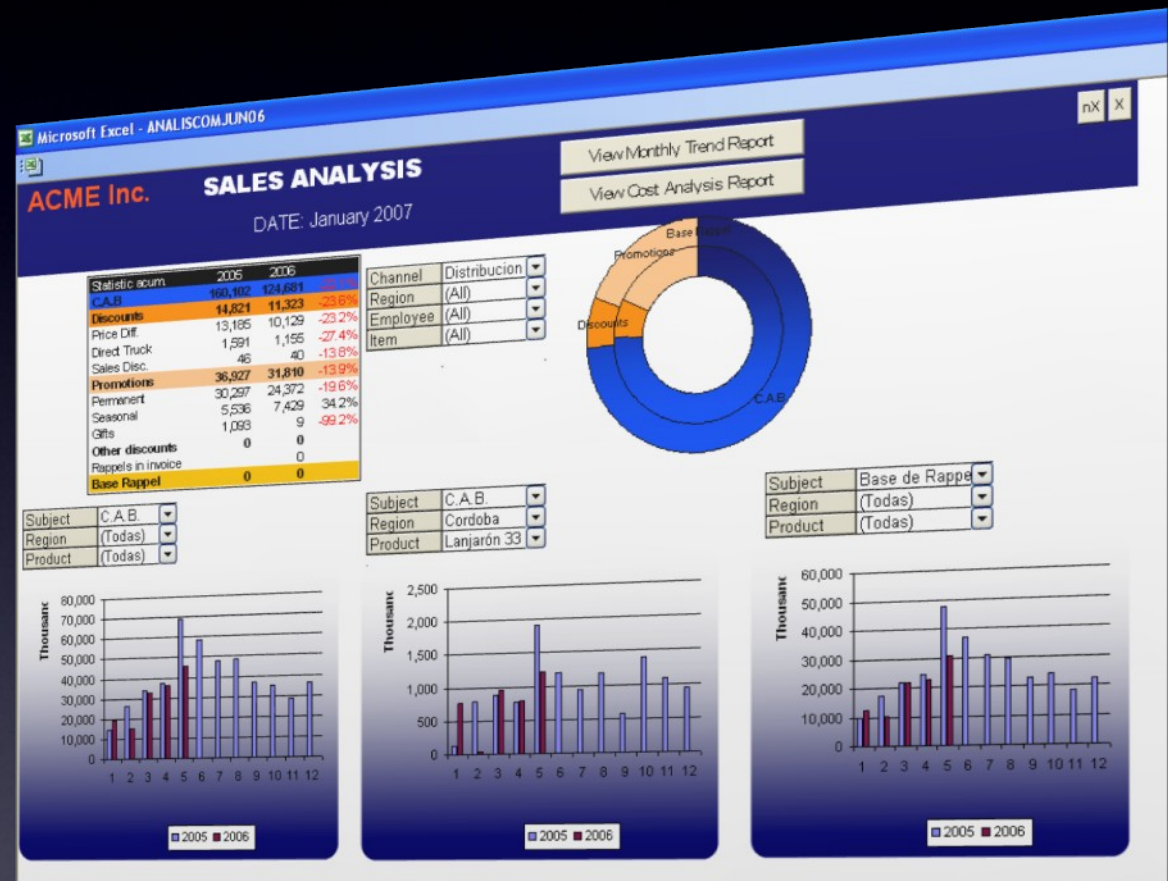 Microsoft Excel - ANALISCOMJUN06
nX X
ACME Inc.
SALES ANALYSIS
DATE: January 2007
View Monthly Trend Report
View Cost Analysis Report
Statistic acum. 2005 2006
C.A.B 160,102 124,681
Discounts 14,821 11,323 -23.6%
Price Diff. 13,185 10,129 -23.2%
Direct Truck 1,591 1,155 -27.4%
Sales Disc. 46 40 -13.8%
Promotions 36,927 31,810 -13.9%
Permanent 30,297 24,372 -19.6%
Seasonal 5,536 7,429 34.2%
Gifts 1,093 9 -99.2%
Other discounts 0 0
Rappels in invoice 0
Base Rappel 0 0
Channel Distribucion
Region (All)
Employee (All)
Item (All)
Base Rappel
Promotions
Discounts
C.A.B.
Subject C.A.B.
Region (Todas)
Product (Todas)
Subject C.A.B.
Region Cordoba
Product Lanjarón 33
Subject Base de Rappe
Region (Todas)
Product (Todas)
Thousanc
80,000
70,000
60,000
50,000
40,000
30,000
20,000
10,000
0
1 2 3 4 5 6 7 8 9 10 11 12
2005 2006
Thousanc
2,500
2,000
1,500
1,000
500
0
1 2 3 4 5 6 7 8 9 10 11 12
2005 2006
Thousanc
60,000
50,000
40,000
30,000
20,000
10,000
0
1 2 3 4 5 6 7 8 9 10 11 12
2005 2006